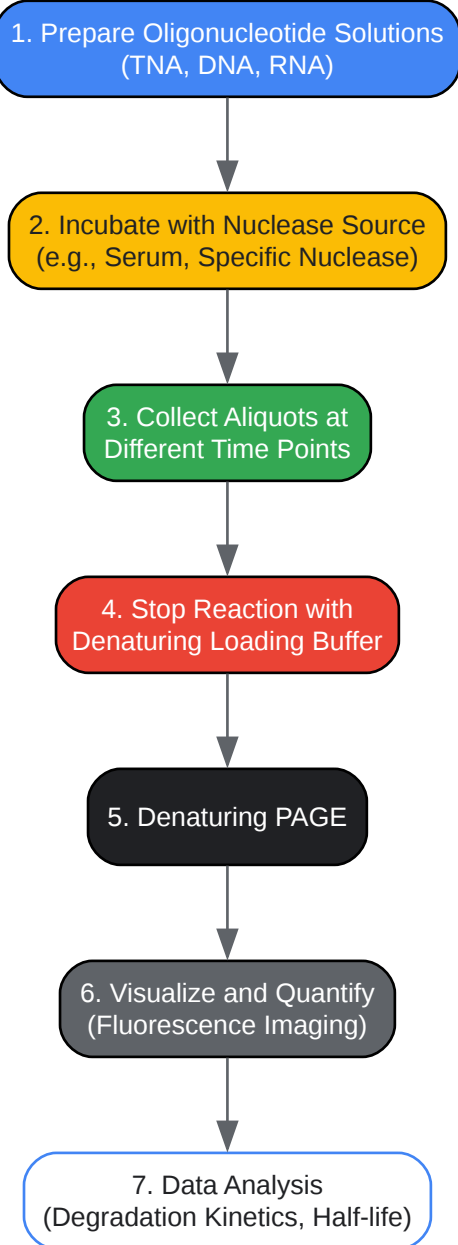 1. Prepare Oligonucleotide Solutions
(TNA, DNA, RNA)
2. Incubate with Nuclease Source
(e.g., Serum, Specific Nuclease)
3. Collect Aliquots at
Different Time Points
4. Stop Reaction with
Denaturing Loading Buffer
5. Denaturing PAGE
6. Visualize and Quantify
(Fluorescence Imaging)
7. Data Analysis
(Degradation Kinetics, Half-life)